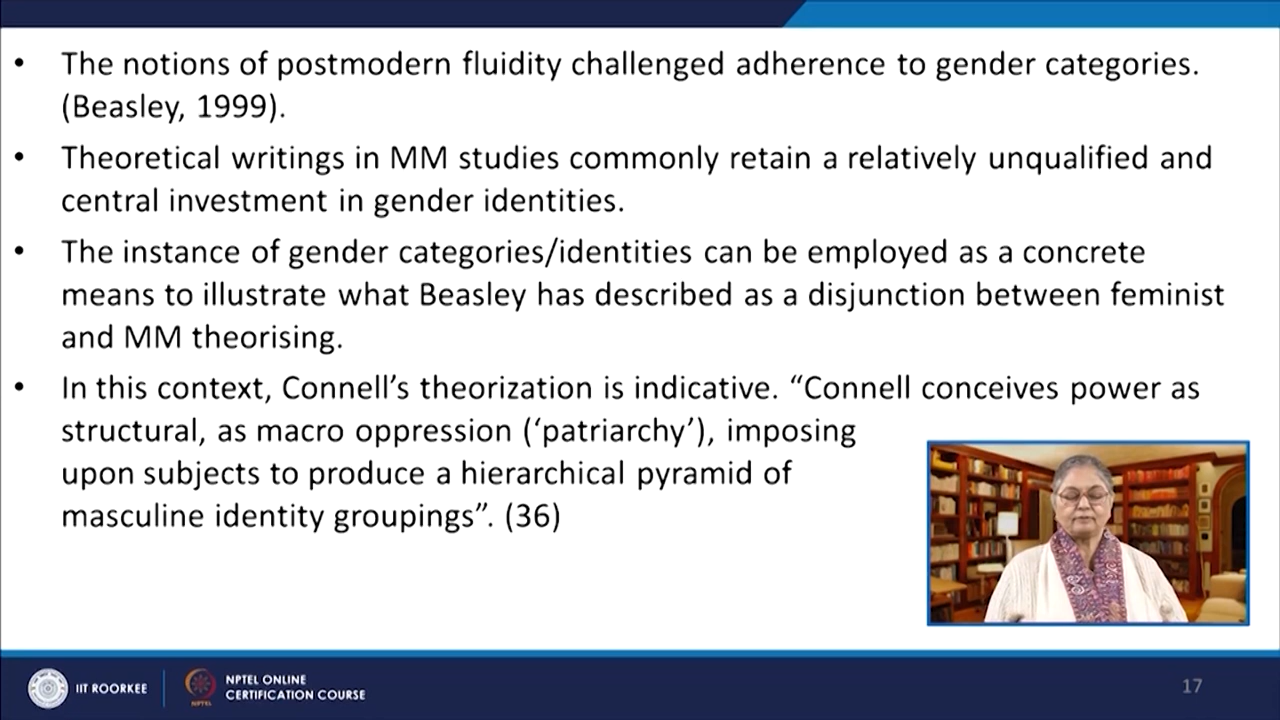 • The notions of postmodern fluidity challenged adherence to gender categories.
(Beasley, 1999).
• Theoretical writings in MM studies commonly retain a relatively unqualified and
central investment in gender identities.
• The instance of gender categories/identities can be employed as a concrete
means to illustrate what Beasley has described as a disjunction between feminist
and MM theorising.
• In this context, Connell’s theorization is indicative. “Connell conceives power as
structural, as macro oppression (‘patriarchy’), imposing
upon subjects to produce a hierarchical pyramid of
masculine identity groupings”. (36)
IIT ROORKEE
NPTEL
NPTEL ONLINE
CERTIFICATION COURSE
17